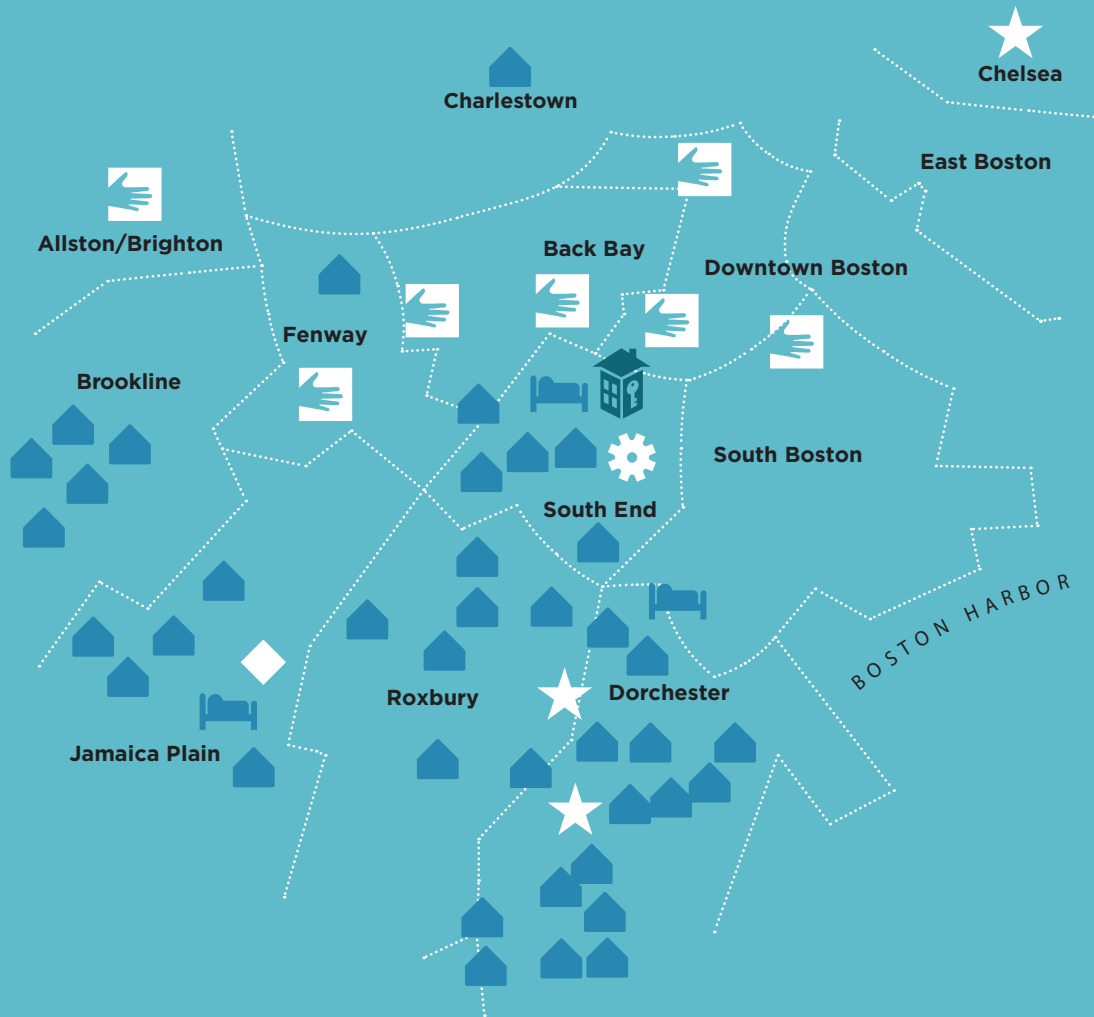 Chelsea
Charlestown
East Boston
Allston/Brighton
Back Bay
Downtown Boston
Fenway
Brookline
South Boston
South End
BOSTON HARBOR
Roxbury
Dorchester
Jamaica Plain